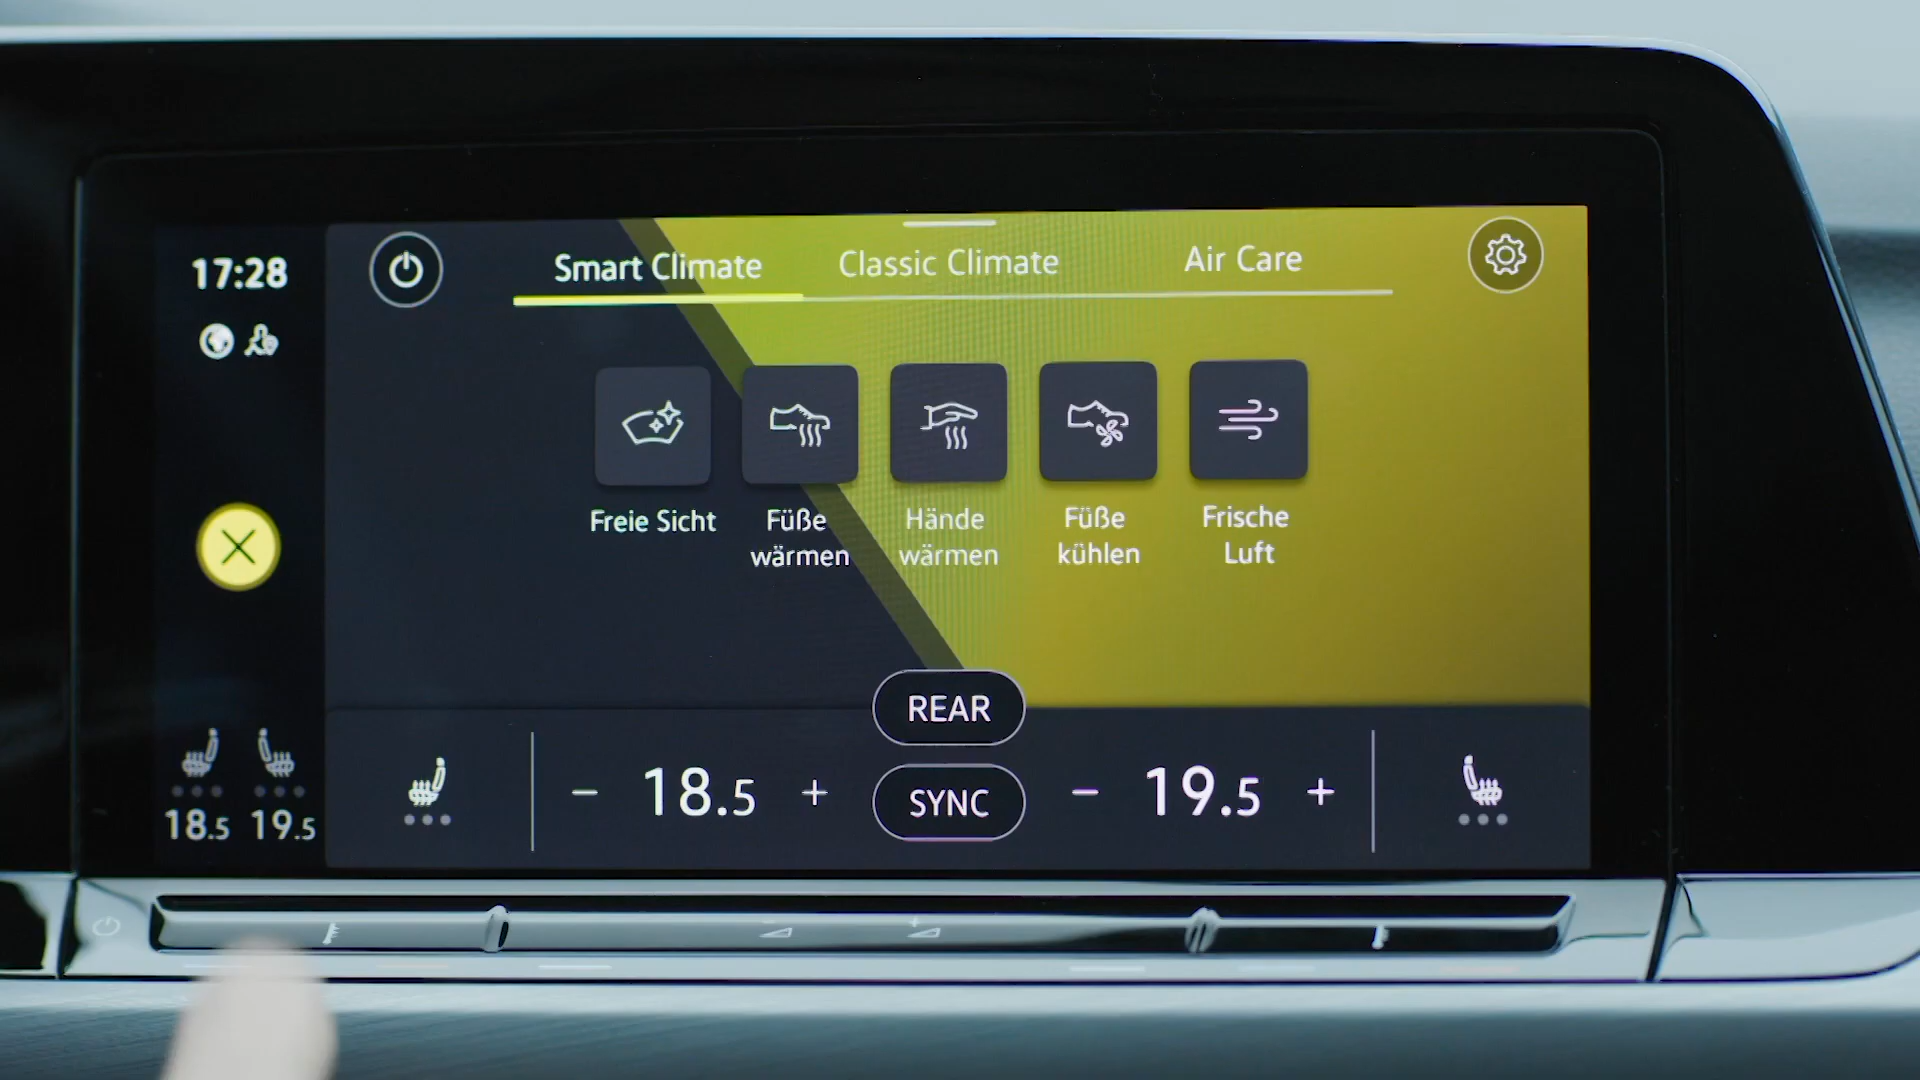 17:28
Smart Climate
Classic Climate
Air Care
Freie Sicht
Füße
wärmen
Hände
wärmen
Füße
kühlen
Frische
Luft
REAR
18.5 19.5
− 18.5 +
SYNC
− 19.5 +